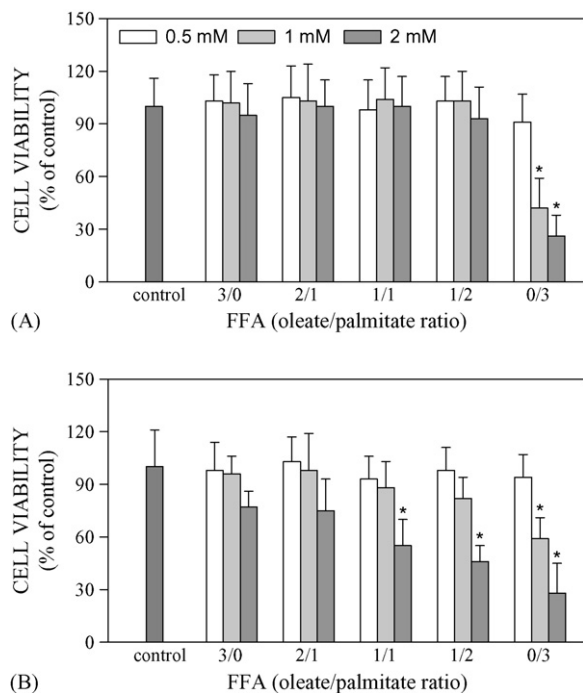 150
120
90
60
30
0
CELL VIABILITY
(% of control)
0.5 mM 1 mM 2 mM
* *
control 3/0 2/1 1/1 1/2 0/3
(A) FFA (oleate/palmitate ratio)
150
120
90
60
30
0
CELL VIABILITY
(% of control)
* * * *
control 3/0 2/1 1/1 1/2 0/3
(B) FFA (oleate/palmitate ratio)